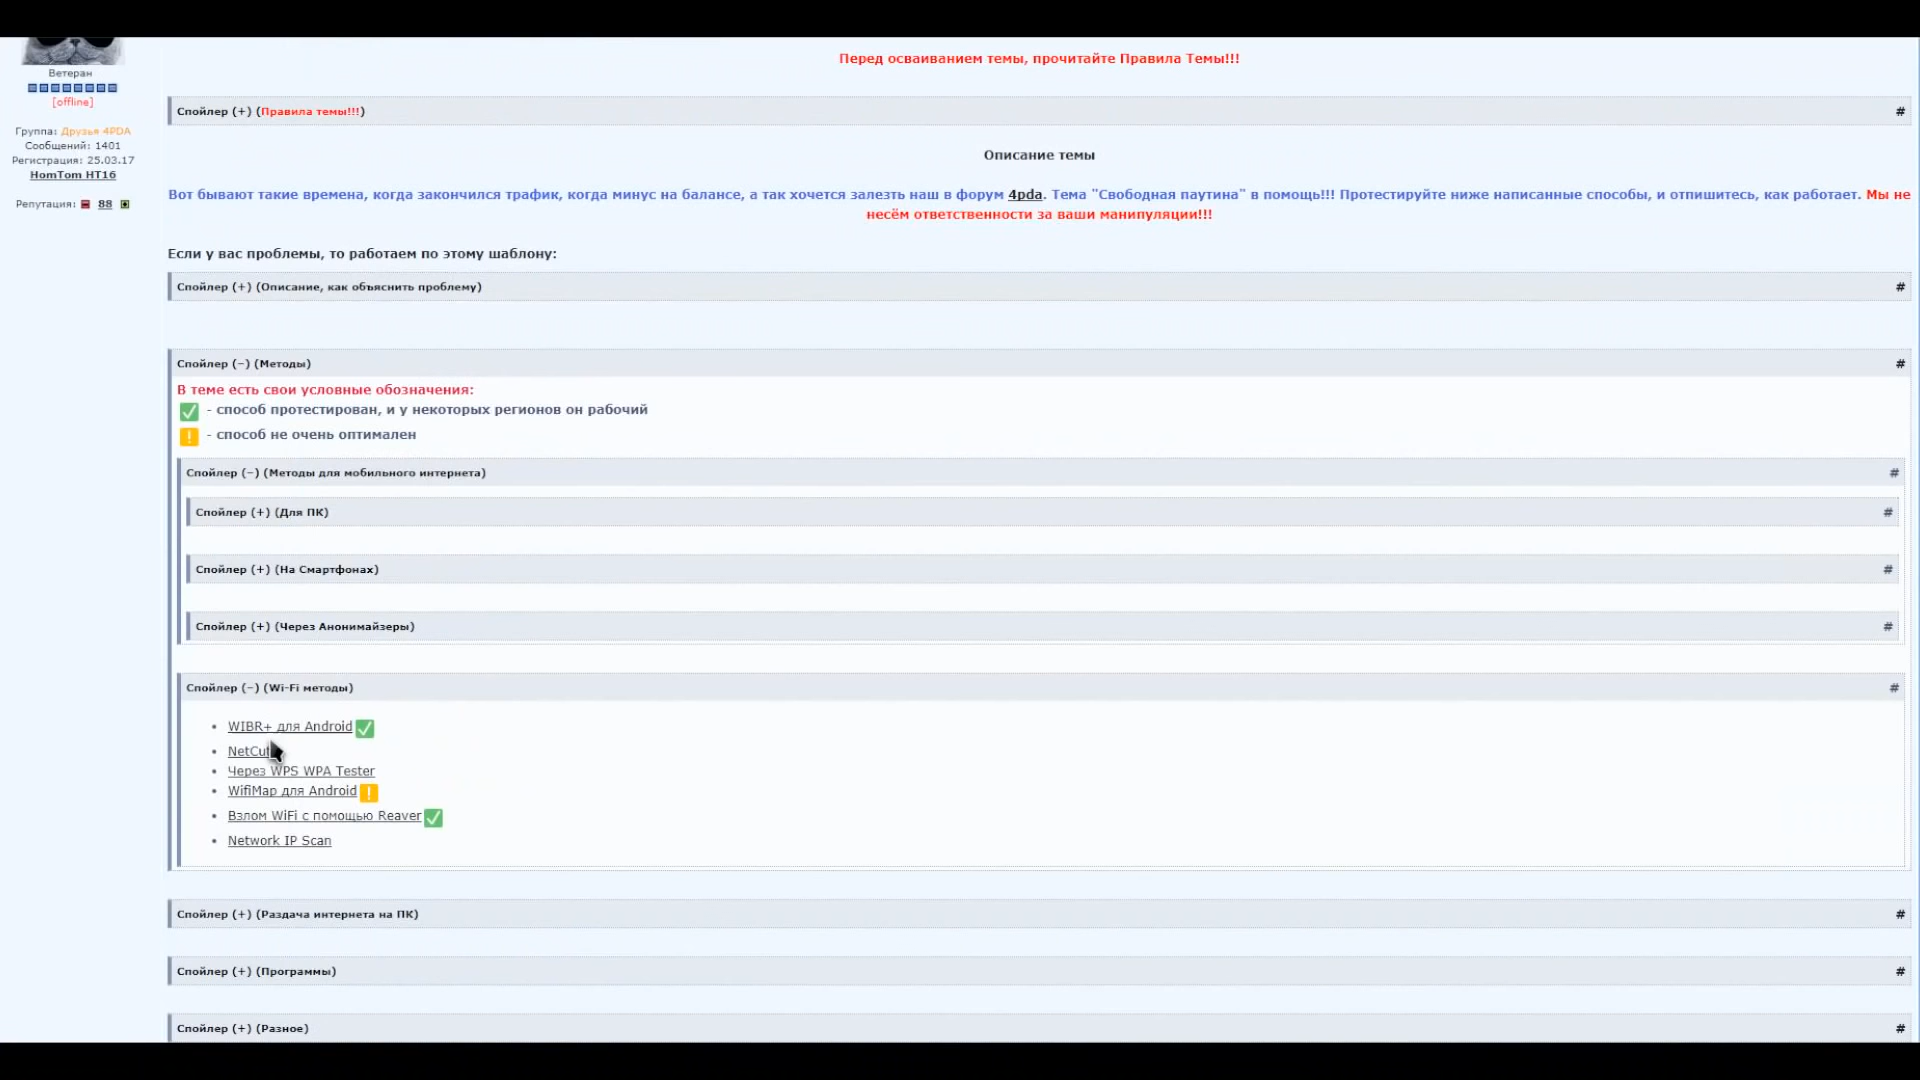 Ветеран
[offline]
Группа: Друзья 4PDA
Сообщений: 1401
Регистрация: 25.03.17
HomTom HT16
Репутация: 88
Перед осваиванием темы, прочитайте Правила Темы!!!
Спойлер (+) (Правила темы!!!) #
Описание темы
Вот бывают такие времена, когда закончился трафик, когда минус на балансе, а так хочется залезть наш в форум 4pda. Тема "Свободная паутина" в помощь!!! Протестируйте ниже написанные способы, и отпишитесь, как работает. Мы не
несём ответственности за ваши манипуляции!!!
Если у вас проблемы, то работаем по этому шаблону:
Спойлер (+) (Описание, как объяснить проблему) #
Спойлер (−) (Методы) #
В теме есть свои условные обозначения:
✅ - способ протестирован, и у некоторых регионов он рабочий
! - способ не очень оптимален
Спойлер (−) (Методы для мобильного интернета) #
Спойлер (+) (Для ПК) #
Спойлер (+) (На Смартфонах) #
Спойлер (+) (Через Анонимайзеры) #
Спойлер (−) (Wi-Fi методы) #
• WIBR+ для Android ✅
• NetCut
• Через WPS WPA Tester
• WifiMap для Android !
• Взлом WiFi с помощью Reaver ✅
• Network IP Scan
Спойлер (+) (Раздача интернета на ПК) #
Спойлер (+) (Программы) #
Спойлер (+) (Разное) #